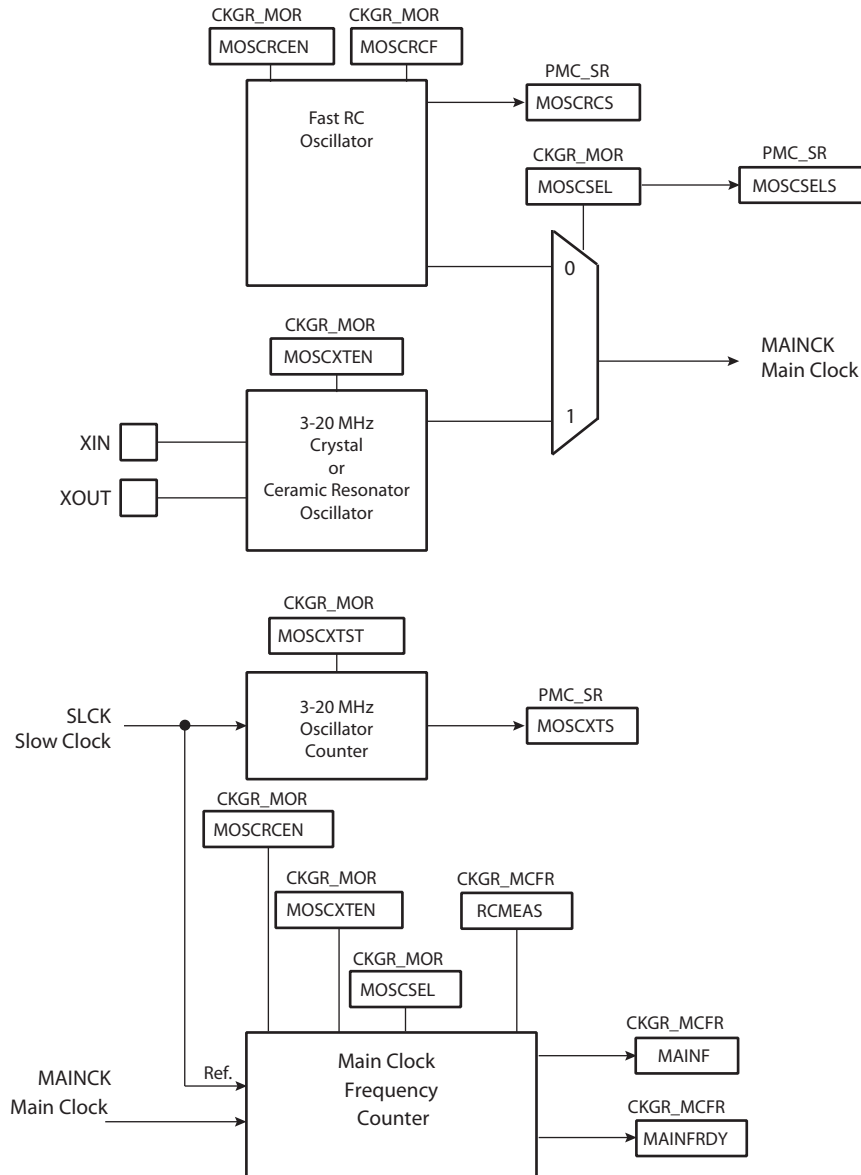 CKGR_MOR
CKGR_MOR
MOSCRCEN
MOSCRCF
PMC_SR
MOSCRCS
Fast RC
Oscillator
CKGR_MOR
PMC_SR
MOSCSEL
MOSCSELS
0
CKGR_MOR
MOSCXTEN
MAINCK
Main Clock
3-20 MHz
Crystal
or
Ceramic Resonator
Oscillator
1
XIN
XOUT
CKGR_MOR
MOSCXTST
3-20 MHz
Oscillator
Counter
PMC_SR
MOSCXTS
SLCK
Slow Clock
CKGR_MOR
MOSCRCEN
CKGR_MOR
CKGR_MCFR
MOSCXTEN
RCMEAS
CKGR_MOR
MOSCSEL
CKGR_MCFR
MAINF
Main Clock
Frequency
Counter
Ref.
MAINCK
Main Clock
CKGR_MCFR
MAINFRDY